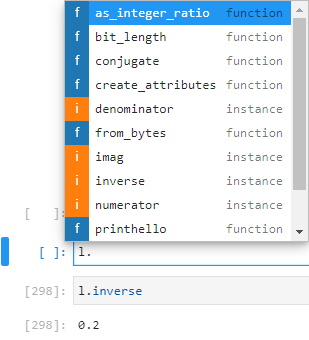 f as_integer_ratio function
f bit_length function
f conjugate function
f create_attributes function
i denominator instance
f from_bytes function
i imag instance
i inverse instance
i numerator instance
f printhello function
[ ]:
[ ]: l.
[298]: l.inverse
[298]: 0.2